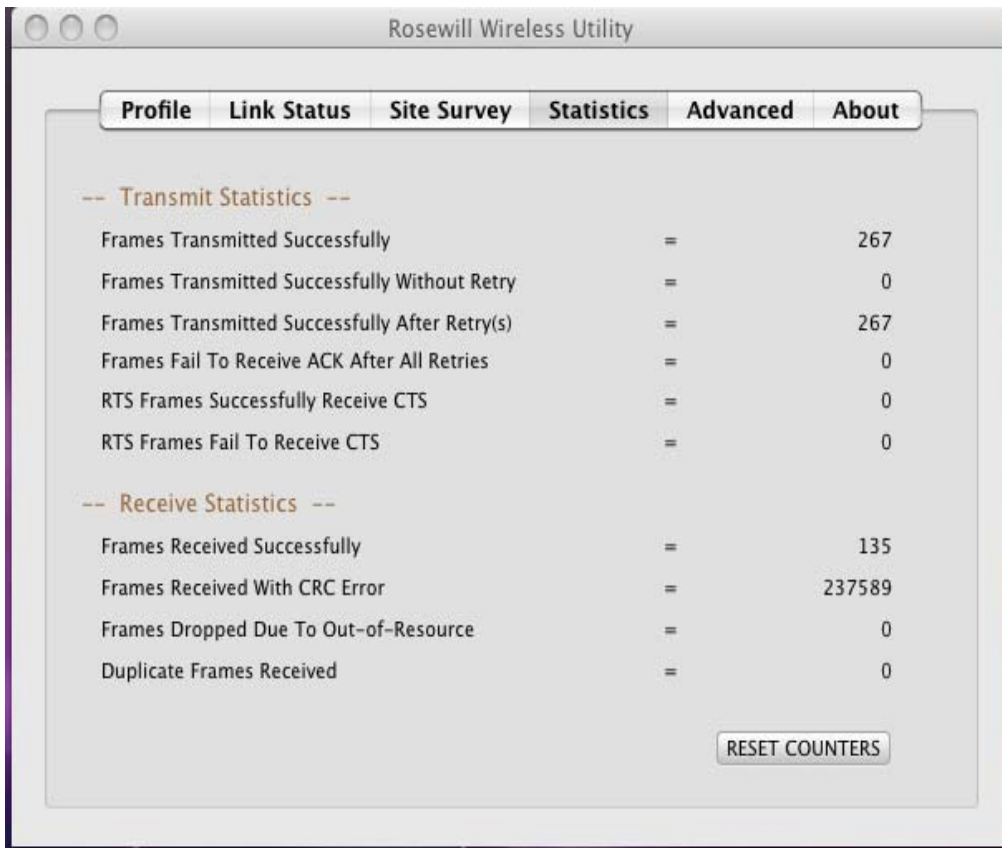 Rosewill Wireless Utility
Profile Link Status Site Survey Statistics Advanced About
-- Transmit Statistics --
Frames Transmitted Successfully = 267
Frames Transmitted Successfully Without Retry = 0
Frames Transmitted Successfully After Retry(s) = 267
Frames Fail To Receive ACK After All Retries = 0
RTS Frames Successfully Receive CTS = 0
RTS Frames Fail To Receive CTS = 0
-- Receive Statistics --
Frames Received Successfully = 135
Frames Received With CRC Error = 237589
Frames Dropped Due To Out-of-Resource = 0
Duplicate Frames Received = 0
RESET COUNTERS